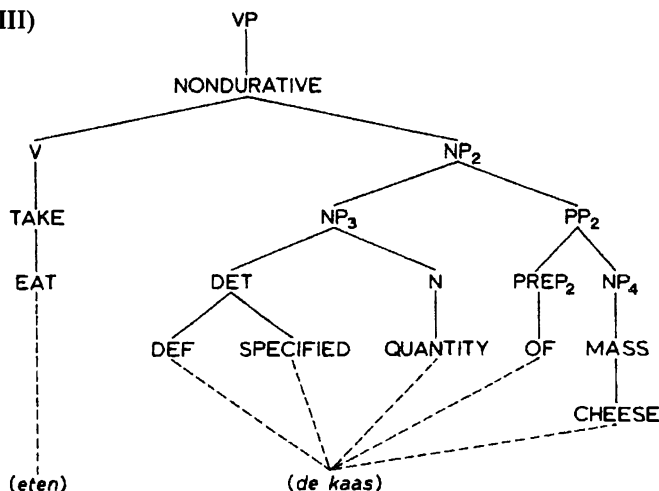 III)
VP
NONDURATIVE
V NP₂
TAKE NP₃ PP₂
EAT DET N PREP₂ NP₄
DEF SPECIFIED QUANTITY OF MASS
CHEESE
(eten) (de kaas)